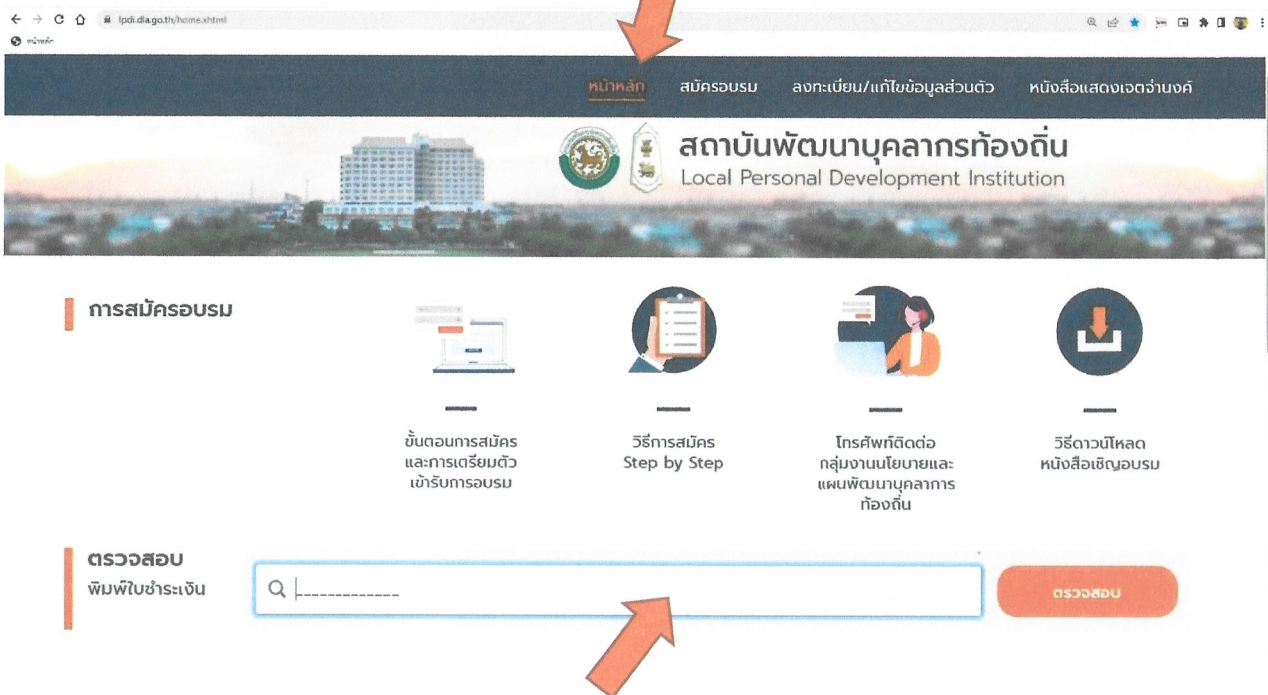 lpdi.dla.go.th/home.xhtml
หน้าหลัก
หน้าหลัก สมัครอบรม ลงทะเบียน/แก้ไขข้อมูลส่วนตัว หนังสือแสดงเจตจำนงค์
สถาบันพัฒนาบุคลากรท้องถิ่น
Local Personal Development Institution
การสมัครอบรม
ขั้นตอนการสมัคร
และการเตรียมตัว
เข้ารับการอบรม
วิธีการสมัคร
Step by Step
โทรศัพท์ติดต่อ
กลุ่มงานนโยบายและ
แผนพัฒนาบุคลาการ
ท้องถิ่น
วิธีดาวน์โหลด
หนังสือเชิญอบรม
ตรวจสอบ
พิมพ์ใบชำระเงิน
_____________
ตรวจสอบ